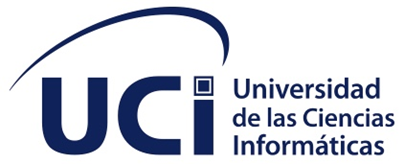 UCi
Universidad
de las Ciencias
Informáticas